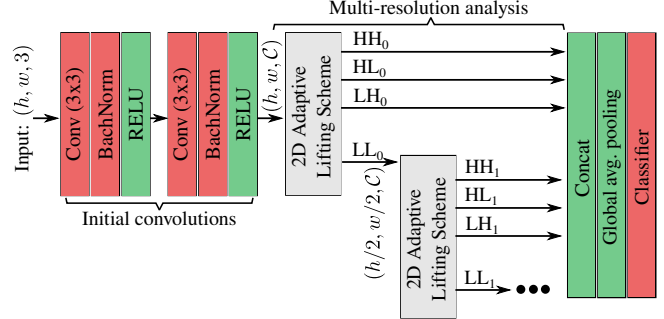 Multi-resolution analysis
Input: (h, w, 3)
Conv (3x3)
BachNorm
RELU
Conv (3x3)
BachNorm
RELU
Initial convolutions
(h, w, C)
2D Adaptive
Lifting Scheme
HH0
HL0
LH0
LL0
(h/2, w/2, C)
2D Adaptive
Lifting Scheme
HH1
HL1
LH1
LL1
Concat
Global avg. pooling
Classifier